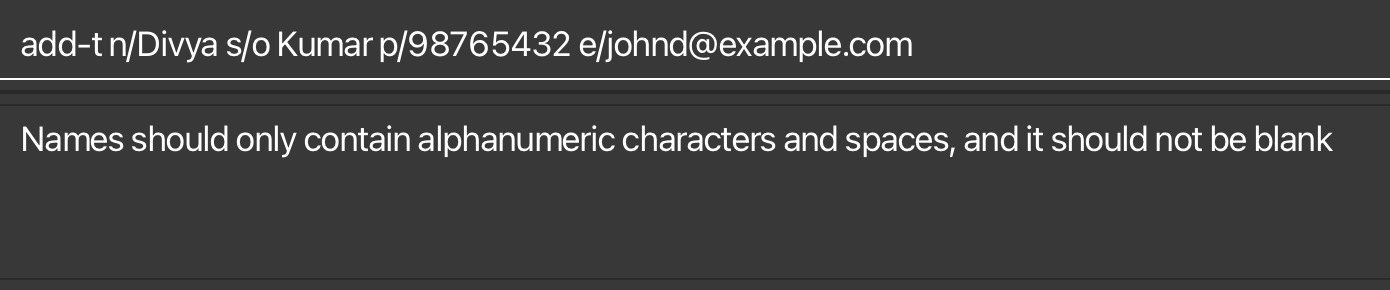 add-t n/Divya s/o Kumar p/98765432 e/johnd@example.com
Names should only contain alphanumeric characters and spaces, and it should not be blank